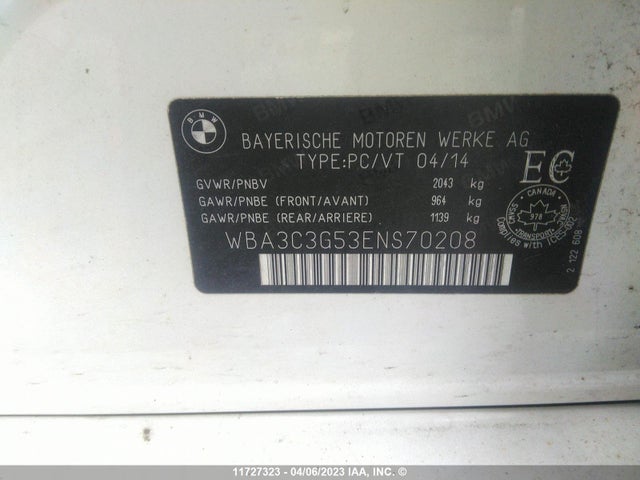 BMW
BAYERISCHE MOTOREN WERKE AG
TYPE:PC/VT 04/14
EC
GVWR/PNBV 2043 kg
GAWR/PNBE (FRONT/AVANT) 964 kg
GAWR/PNBE (REAR/ARRIERE) 1139 kg
WBA3C3G53ENS70208
CANADA
978
TRANSPORT
Complies with ICES-002
2 122 608
11727323 - 04/06/2023 IAA, INC. ©